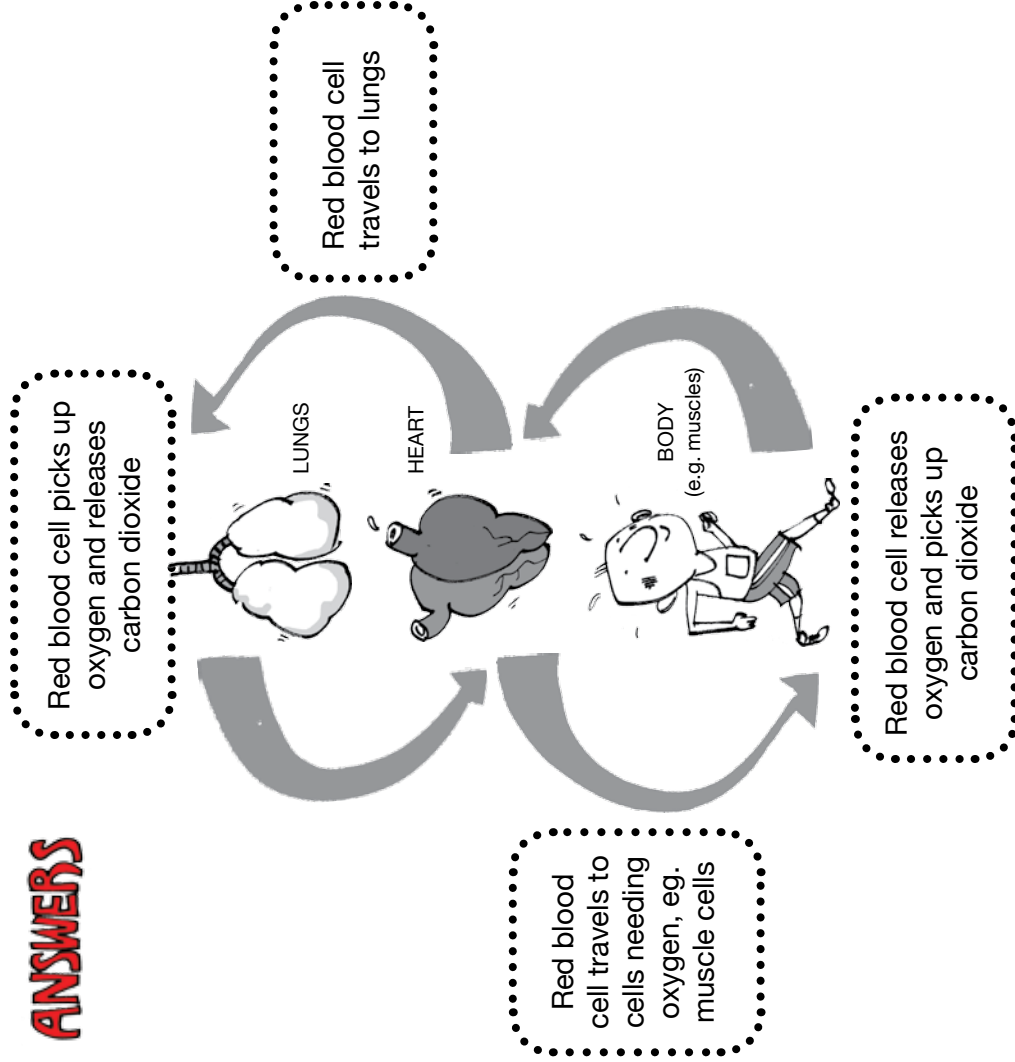 ANSWERS
Red blood cell picks up
oxygen and releases
carbon dioxide
LUNGS
Red blood cell
travels to lungs
HEART
Red blood
cell travels to
cells needing
oxygen, eg.
muscle cells
BODY
(e.g. muscles)
Red blood cell releases
oxygen and picks up
carbon dioxide